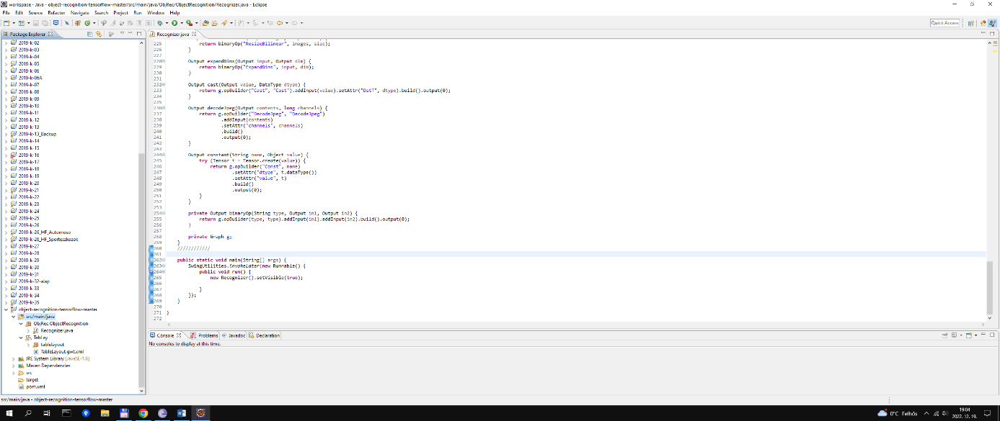 workspace - Java - object-recognition-tensorflow-master/src/main/java/ObjRec/ObjectRecognition/Recognizer.java - Eclipse
File Edit Source Refactor Navigate Search Project Run Window Help
Quick Access
Package Explorer
2019-k-02
2019-k-03
2019-k-04
2019-k-05
2019-k-06
2019-k-06A
2019-k-07
2019-k-08
2019-k-09
2019-k-10
2019-k-11
2019-k-12
2019-k-13
2019-k-13_Backup
2019-k-14
2019-k-15
2019-k-16
2019-k-17
2019-k-18
2019-k-19
2019-k-20
2019-k-21
2019-k-22
2019-k-23
2019-k-24
2019-k-25
2019-k-26
2019-k-26_HF_Automoso
2019-k-26_HF_Sporteszkozok
2019-k-27
2019-k-28
2019-k-29
2019-k-30
2019-k-31
2019-k-32-alap
2019-k-33
2019-k-34
2019-k-35
object-recognition-tensorflow-master
src/main/java
ObjRec.ObjectRecognition
Recognizer.java
TabLay
tablelayout
TableLayout.gwt.xml
JRE System Library [JavaSE-1.8]
Maven Dependencies
src
target
pom.xml
Recognizer.java
225 return binaryOp("ResizeBilinear", images, size);
226 }
227
228 Output expandDims(Output input, Output dim) {
229 return binaryOp("ExpandDims", input, dim);
230 }
231
232 Output cast(Output value, DataType dtype) {
233 return g.opBuilder("Cast", "Cast").addInput(value).setAttr("DstT", dtype).build().output(0);
234 }
235
236 Output decodeJpeg(Output contents, long channels) {
237 return g.opBuilder("DecodeJpeg", "DecodeJpeg")
238 .addInput(contents)
239 .setAttr("channels", channels)
240 .build()
241 .output(0);
242 }
243
244 Output constant(String name, Object value) {
245 try (Tensor t = Tensor.create(value)) {
246 return g.opBuilder("Const", name)
247 .setAttr("dtype", t.dataType())
248 .setAttr("value", t)
249 .build()
250 .output(0);
251 }
252 }
253
254 private Output binaryOp(String type, Output in1, Output in2) {
255 return g.opBuilder(type, type).addInput(in1).addInput(in2).build().output(0);
256 }
257
258 private Graph g;
259 }
260 ////////////
261
262 public static void main(String[] args) {
263 SwingUtilities.invokeLater(new Runnable() {
264 public void run() {
265 new Recognizer().setVisible(true);
266
267 }
268 });
269 }
270
271 }
272
Console Problems Javadoc Declaration
No consoles to display at this time.
src/main/java - object-recognition-tensorflow-master
0°C Felhős
19:04
2022. 12. 19.